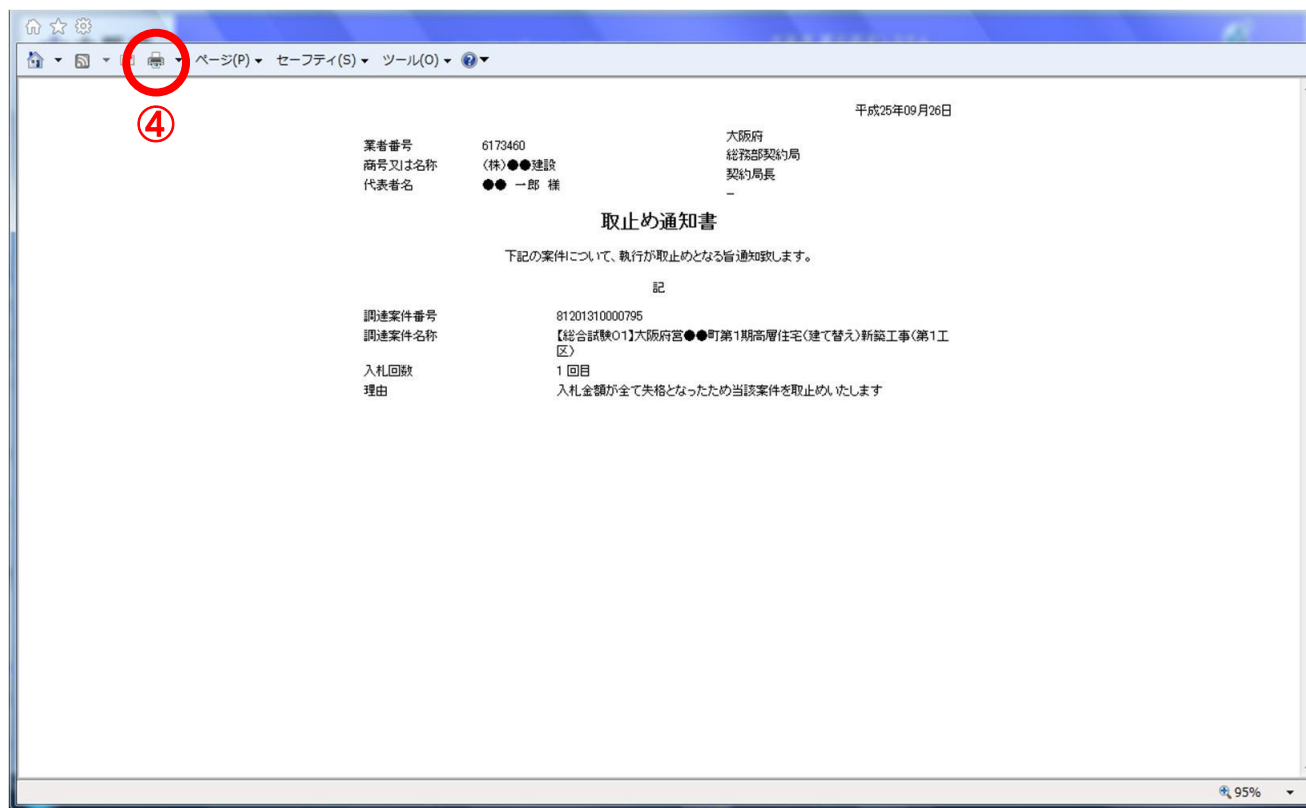 ページ(P) セーフティ(S) ツール(O)
④
平成25年09月26日
大阪府
総務部契約局
契約局長
−
業者番号 6173460
商号又は名称 (株)●●建設
代表者名 ●● 一郎 様
取止め通知書
下記の案件について、執行が取止めとなる旨通知致します。
記
調達案件番号 81201310000795
調達案件名称 【総合試験01】大阪府営●●町第1期高層住宅(建て替え)新築工事(第1工
区)
入札回数 1 回目
理由 入札金額が全て失格となったため当該案件を取止めいたします
95%